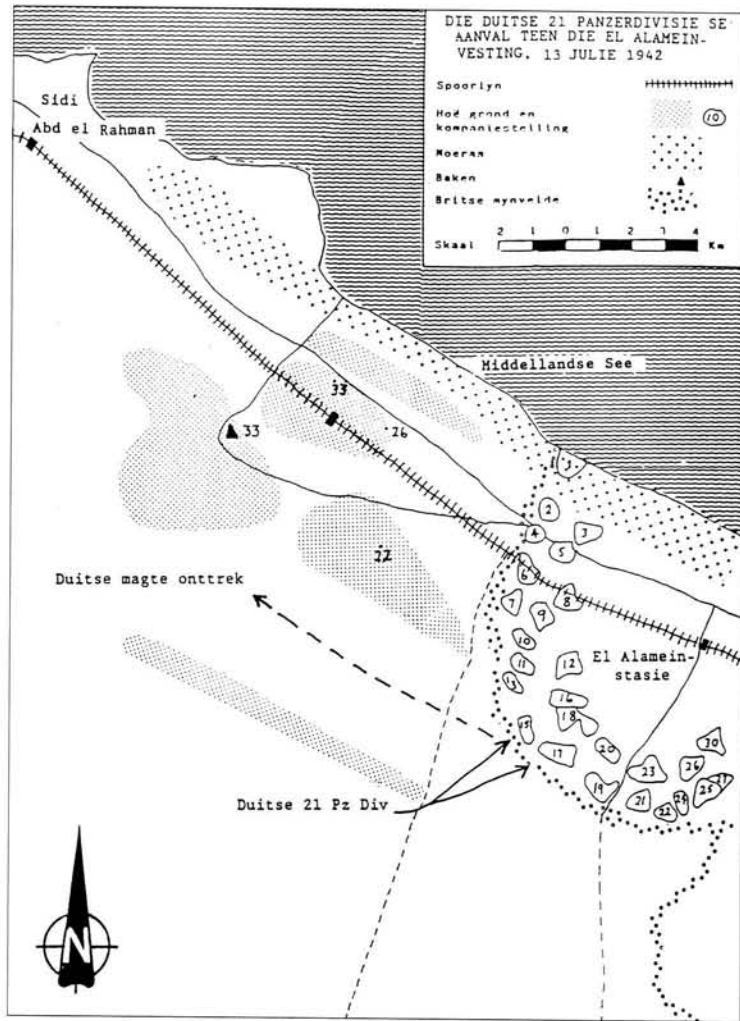 DIE DUITSE 21 PANZERDIVISIE SE
AANVAL TEEN DIE EL ALAMEIN-
VESTING, 13 JULIE 1942
Spoorlyn
Hoë grond en
kompaniestelling
10
Moeras
Baken
Britse mynvelde
Skaal 2 1 0 1 2 3 4 Km
Sidi
Abd el Rahman
Middellandse See
33
33
26
27
1
2
3
4
5
6
7
8
9
10
11
12
13
15
16
17
18
19
20
21
22
23
24
25
26
27
30
El Alamein-
stasie
Duitse magte onttrek
Duitse 21 Pz Div
N